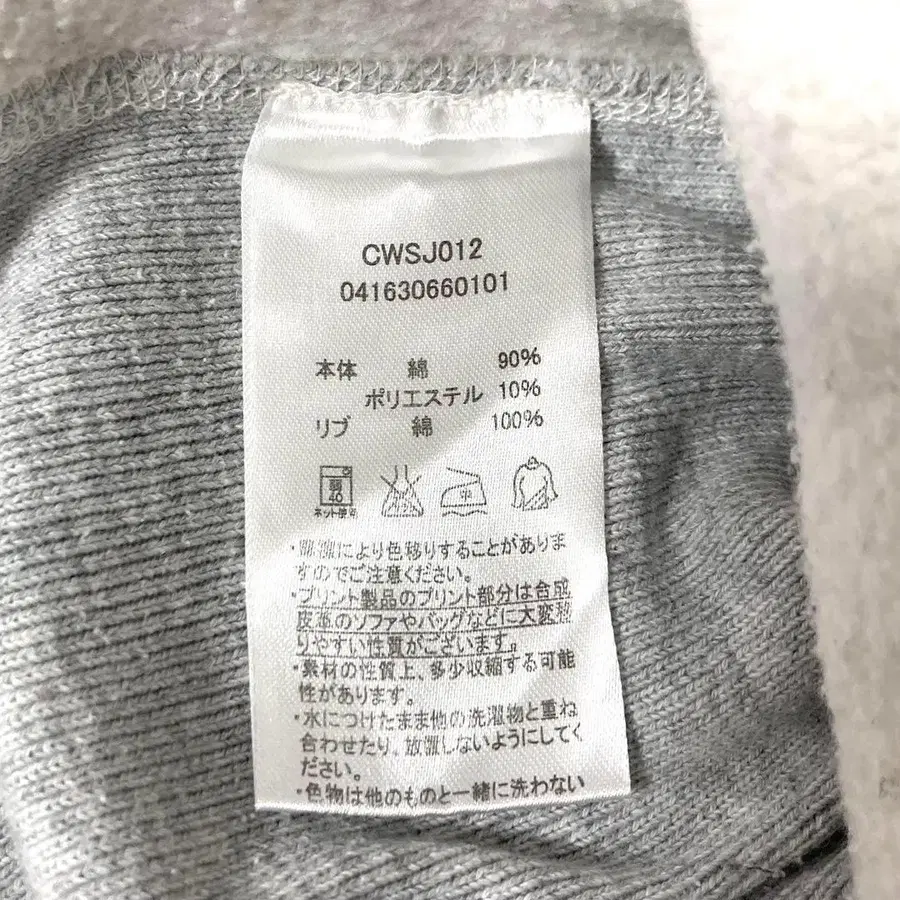 CWSJ012
041630660101
本体 綿 90%
ポリエステル 10%
リブ 綿 100%
弱
40
ネット使用
中
により色移りすることがありま
すのでご注意ください。
・プリント製品のプリント部分は合成
皮革のソファやバッグなどに大変移
りやすい性質がございます。
・素材の性質上、多少収縮する可能
性があります。
・水につけたまま他の洗濯物と重ね
合わせたり、放置しないようにしてく
ださい。
・色物は他のものと一緒に洗わない